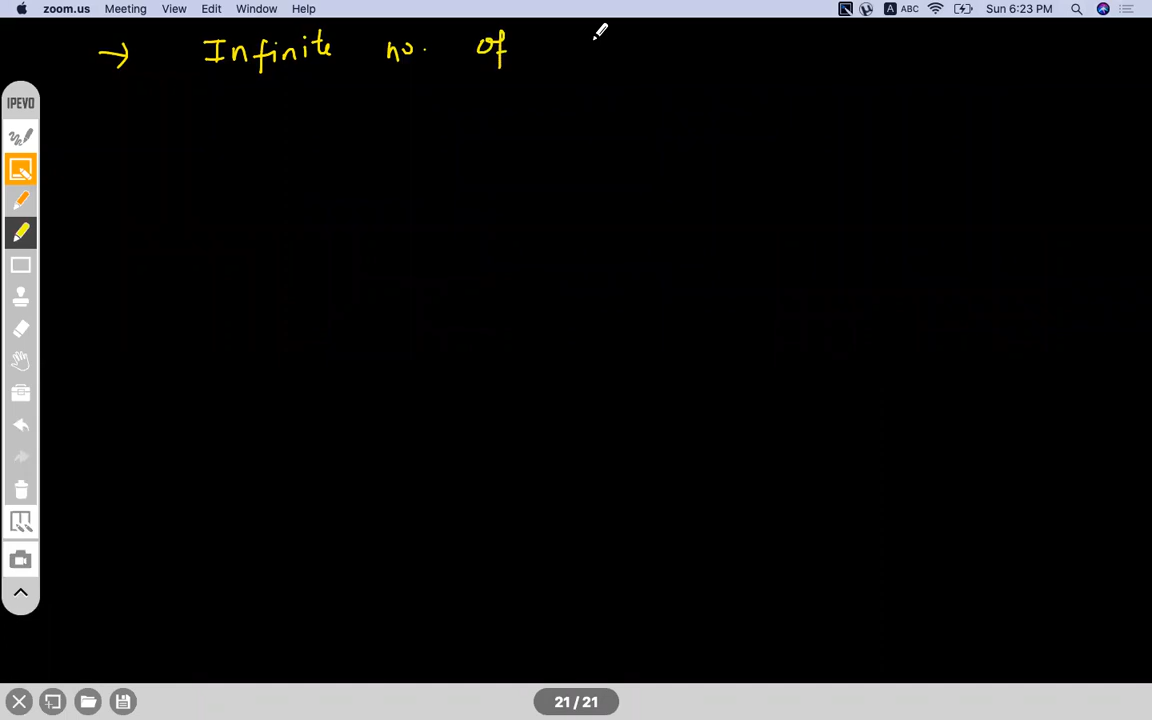 zoom.us Meeting View Edit Window Help A ABC Sun 6:23 PM
→ Infinite no. of
IPEVO
21 / 21